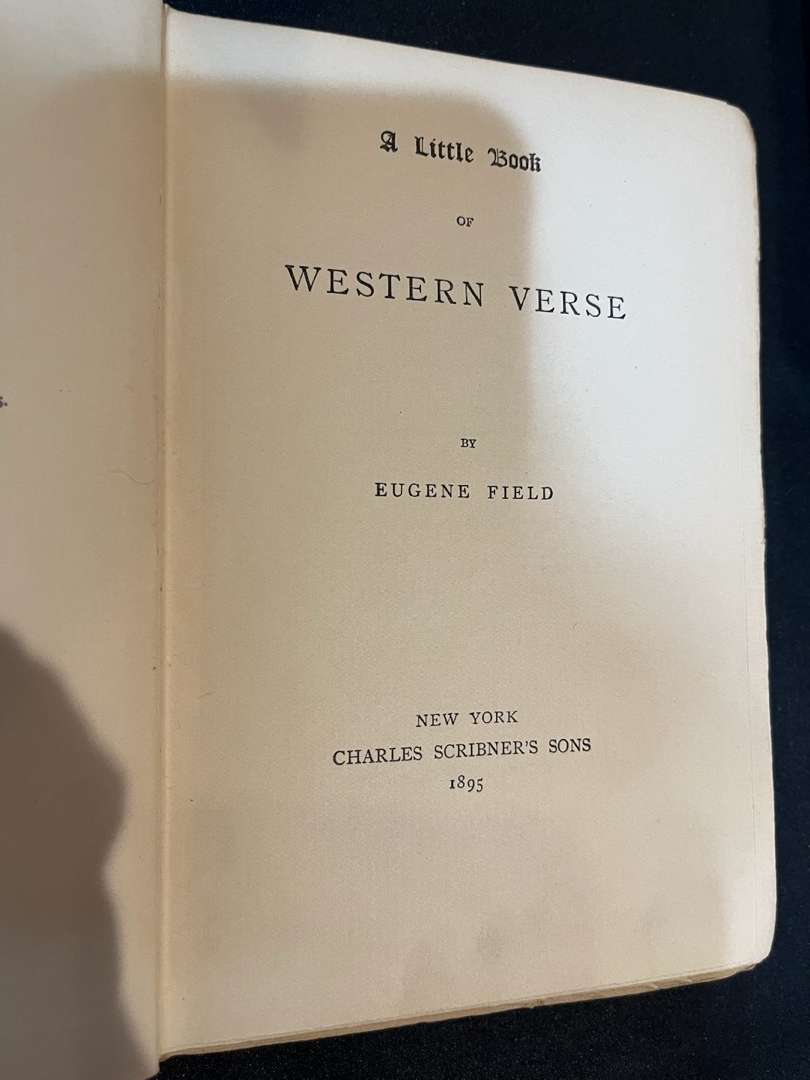 A Little Book
OF
WESTERN VERSE
BY
EUGENE FIELD
NEW YORK
CHARLES SCRIBNER'S SONS
1895